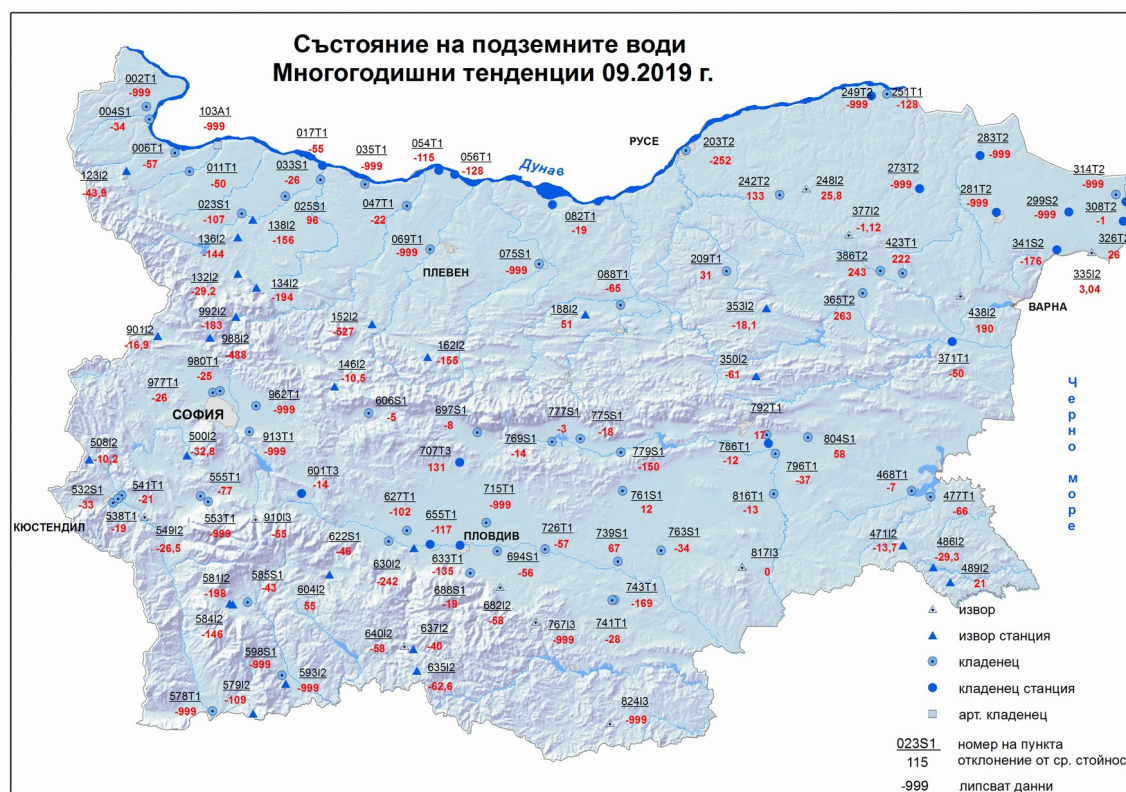 Състояние на подземните води
Многогодишни тенденции 09.2019 г.
002T1
-999
004S1
-34
103A1
-999
006T1
-57
017T1
-55
011T1
-50
033S1
-26
035T1
-999
054T1
-115
056T1
-128
Дунав
РУСЕ
203T2
-252
249T2
-999
251T1
-128
283T2
-999
123I2
-43,9
023S1
-107
025S1
96
047T1
-22
082T1
-19
242T2
133
248I2
25,8
273T2
-999
281T2
-999
299S2
-999
314T2
-999
308T2
-1
138I2
-156
136I2
-144
069T1
-999
ПЛЕВЕН
075S1
-999
088T1
-65
209T1
31
377I2
-1,12
386T2
243
423T1
222
341S2
-176
326T2
26
335I2
3,04
132I2
-29,2
134I2
-194
365T2
263
438I2
190
ВАРНА
992I2
-183
901I2
-16,9
988I2
-488
152I2
-527
188I2
51
353I2
-18,1
162I2
-155
146I2
-10,5
350I2
-61
371T1
-50
980T1
-25
977T1
-26
СОФИЯ
962T1
-999
913T1
-999
606S1
-5
697S1
-8
777S1
-3
775S1
-18
769S1
-14
779S1
-150
792T1
17
786T1
-12
804S1
58
796T1
-37
Черно море
508I2
-10,2
500I2
-32,8
707T3
131
601T3
-14
532S1
-33
541T1
-21
538T1
-19
КЮСТЕНДИЛ
555T1
-77
553T1
-999
549I2
-26,5
910I3
-55
627T1
-102
715T1
-999
761S1
12
816T1
-13
468T1
-7
477T1
-66
622S1
-46
655T1
-117
ПЛОВДИВ
633T1
-135
726T1
-57
739S1
67
763S1
-34
694S1
-56
630I2
-242
817I3
0
471I2
-13,7
486I2
-29,3
489I2
21
581I2
-198
585S1
-43
604I2
55
688S1
-19
682I2
-58
743T1
-169
741T1
-28
584I2
-146
640I2
-58
637I2
-40
767I3
-999
635I2
-62,6
598S1
-999
593I2
-999
579I2
-109
578T1
-999
824I3
-999
извор
извор станция
кладенец
кладенец станция
арт. кладенец
023S1 номер на пункта
115 отклонение от ср. стойнос
-999 липсват данни